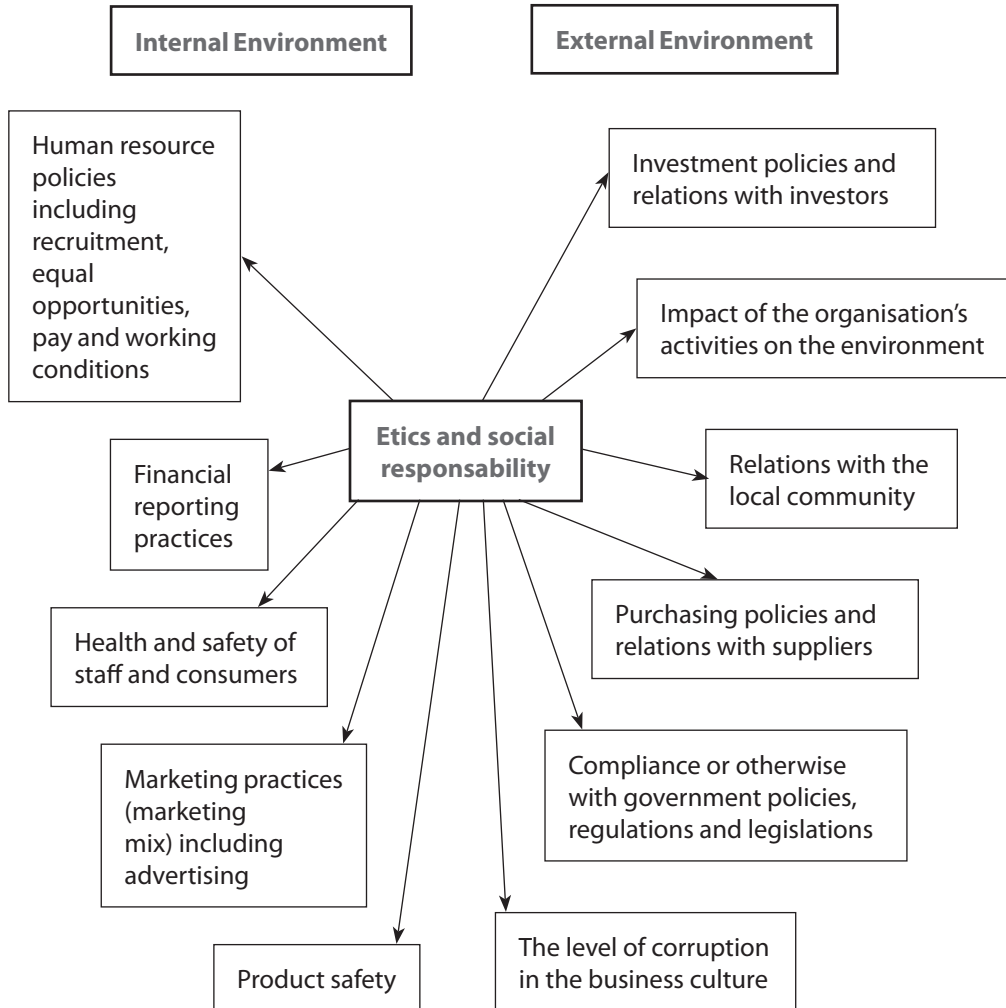 Internal Environment
External Environment
Human resource
policies
including
recruitment,
equal
opportunities,
pay and working
conditions
Investment policies and
relations with investors
Impact of the organisation’s
activities on the environment
Etics and social
responsability
Financial
reporting
practices
Relations with the
local community
Health and safety of
staff and consumers
Purchasing policies and
relations with suppliers
Marketing practices
(marketing
mix) including
advertising
Compliance or otherwise
with government policies,
regulations and legislations
Product safety
The level of corruption
in the business culture